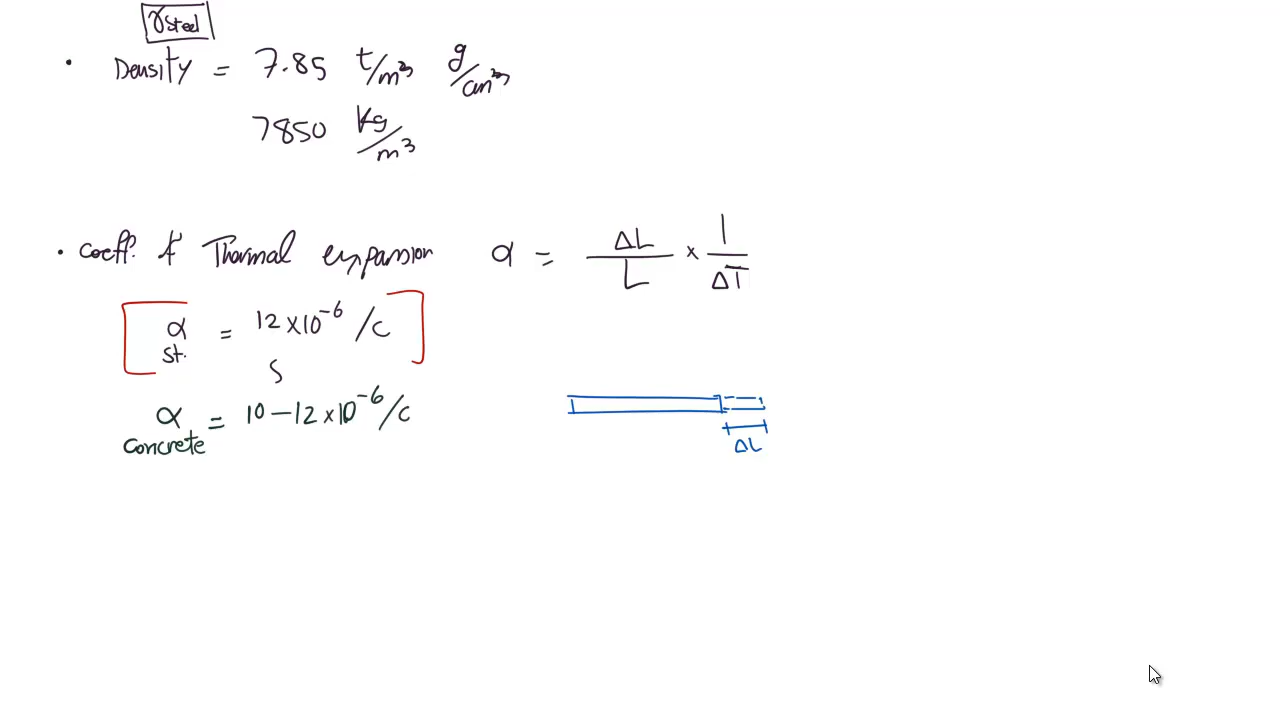 γsteel
• Density = 7.85 t/m³ g/cm³
7850 Kg/m³
• Coeff. of Thermal expansion α = ΔL/L × 1/ΔT
α st. = 12×10⁻⁶ /C
S
α concrete = 10–12×10⁻⁶/C
ΔL